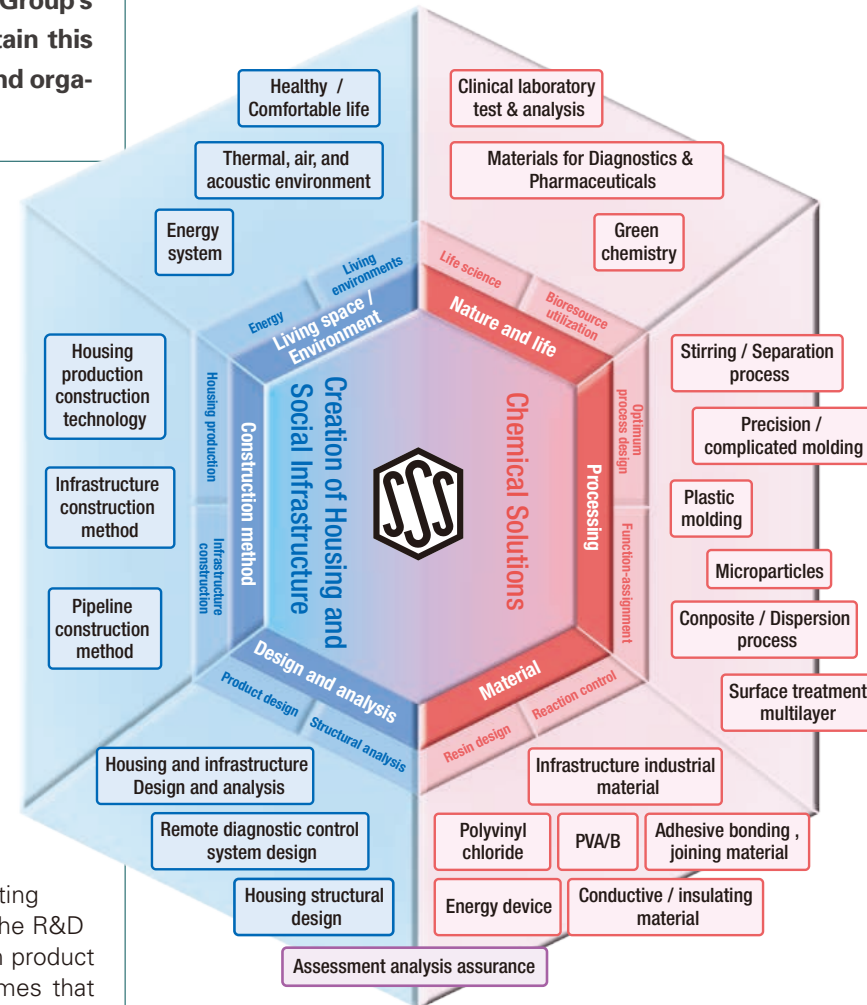 Group's
tain this
nd orga-
Healthy /
Comfortable life
Clinical laboratory
test & analysis
Thermal, air, and
acoustic environment
Materials for Diagnostics &
Pharmaceuticals
Energy
system
Green
chemistry
Energy
Living
environments
Life science
Bioresource
utilization
Living space /
Environment
Nature and life
Housing
production
construction
technology
Infrastructure
construction
method
Pipeline
construction
method
Housing production
Infrastructure
construction
Construction method
Creation of Housing and
Social Infrastructure
SSS
Chemical Solutions
Processing
Optimum
process design
Function-assignment
Stirring / Separation
process
Precision /
complicated molding
Plastic
molding
Microparticles
Conposite / Dispersion
process
Surface treatment
multilayer
Design and analysis
Material
Product design
Structural analysis
Resin design
Reaction control
Housing and infrastructure
Design and analysis
Infrastructure industrial
material
Remote diagnostic control
system design
Polyvinyl
chloride
PVA/B
Adhesive bonding ,
joining material
Housing structural
design
Energy device
Conductive / insulating
material
Assessment analysis assurance
ting
he R&D
n product
mes that